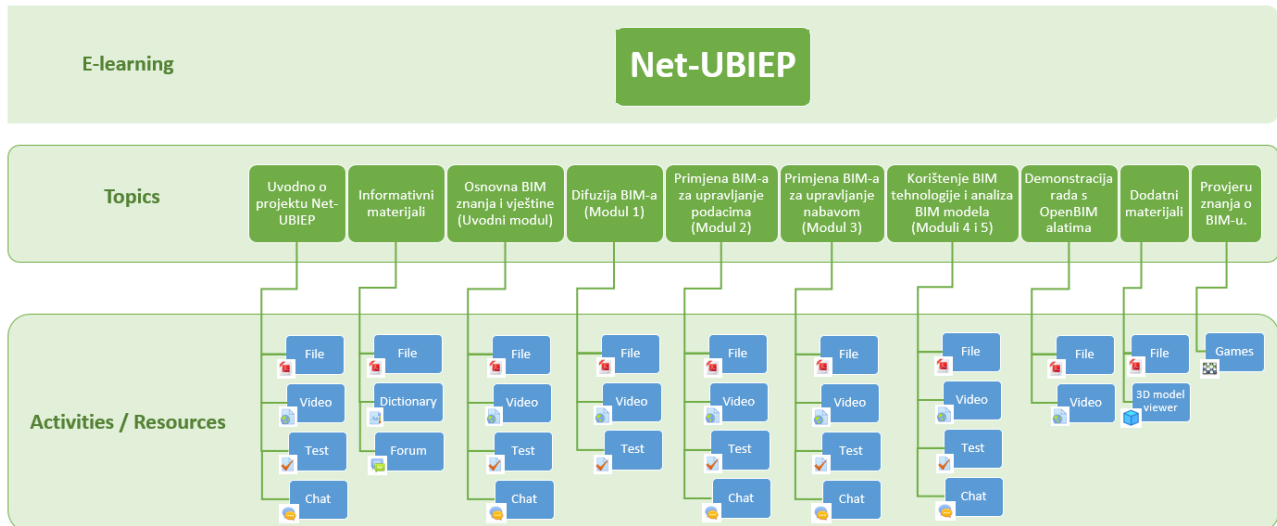 E-learning
Net-UBIEP
Topics
Uvodno o
projektu Net-
UBIEP
Informativni
materijali
Osnovna BIM
znanja i vještine
(Uvodni modul)
Difuzija BIM-a
(Modul 1)
Primjena BIM-a
za upravljanje
podacima
(Modul 2)
Primjena BIM-a
za upravljanje
nabavom
(Modul 3)
Korištenje BIM
tehnologije i analiza
BIM modela
(Moduli 4 i 5)
Demonstracija
rada s
OpenBIM
alatima
Dodatni
materijali
Provjeru
znanja o
BIM-u.
Activities / Resources
File
Video
Test
Chat
File
Dictionary
Forum
File
Video
Test
Chat
File
Video
Test
File
Video
Test
Chat
File
Video
Test
Chat
File
Video
Test
Chat
File
Video
File
3D model
viewer
Games